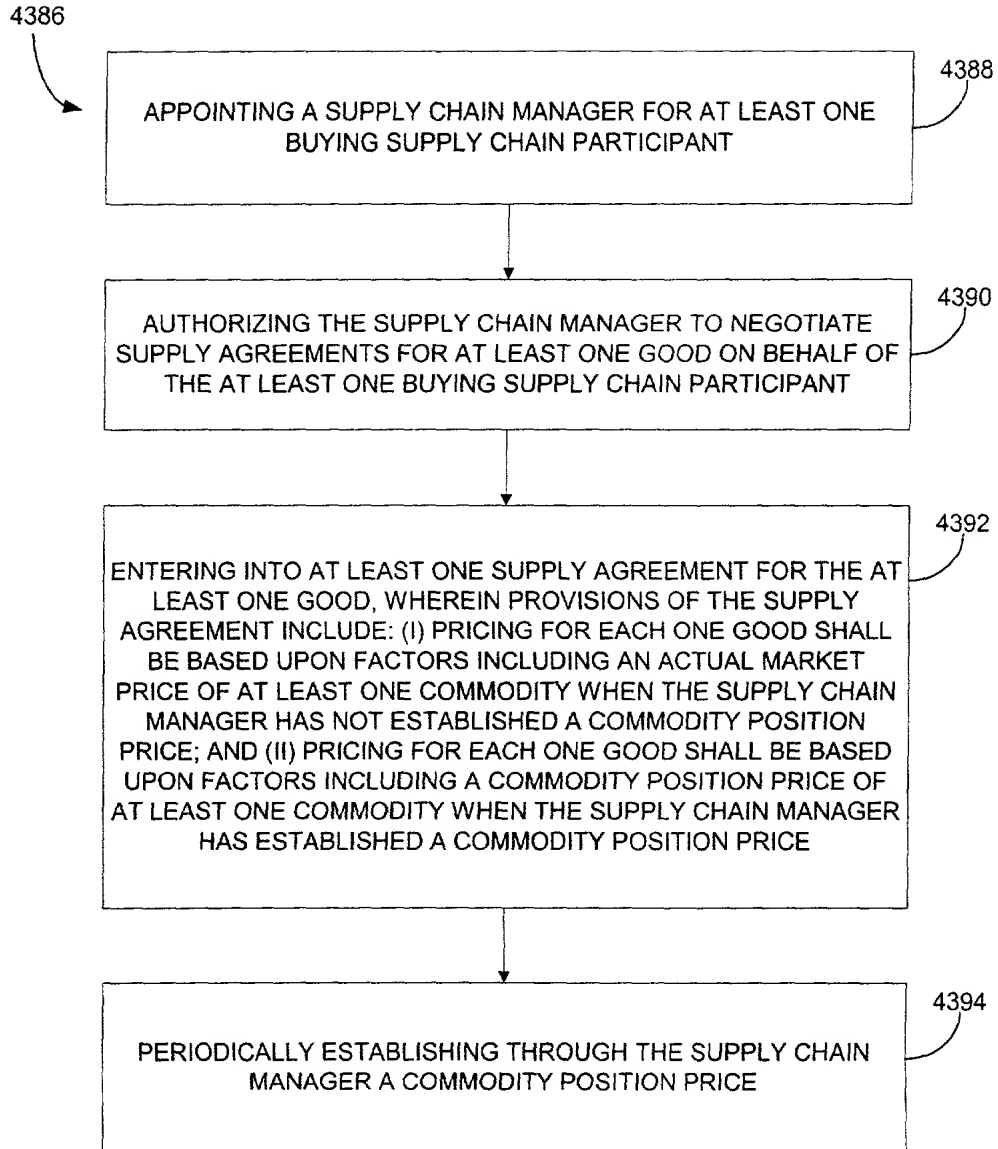 4386
4388
APPOINTING A SUPPLY CHAIN MANAGER FOR AT LEAST ONE
BUYING SUPPLY CHAIN PARTICIPANT
4390
AUTHORIZING THE SUPPLY CHAIN MANAGER TO NEGOTIATE
SUPPLY AGREEMENTS FOR AT LEAST ONE GOOD ON BEHALF OF
THE AT LEAST ONE BUYING SUPPLY CHAIN PARTICIPANT
4392
ENTERING INTO AT LEAST ONE SUPPLY AGREEMENT FOR THE AT
LEAST ONE GOOD, WHEREIN PROVISIONS OF THE SUPPLY
AGREEMENT INCLUDE: (I) PRICING FOR EACH ONE GOOD SHALL
BE BASED UPON FACTORS INCLUDING AN ACTUAL MARKET
PRICE OF AT LEAST ONE COMMODITY WHEN THE SUPPLY CHAIN
MANAGER HAS NOT ESTABLISHED A COMMODITY POSITION
PRICE; AND (II) PRICING FOR EACH ONE GOOD SHALL BE BASED
UPON FACTORS INCLUDING A COMMODITY POSITION PRICE OF
AT LEAST ONE COMMODITY WHEN THE SUPPLY CHAIN MANAGER
HAS ESTABLISHED A COMMODITY POSITION PRICE
4394
PERIODICALLY ESTABLISHING THROUGH THE SUPPLY CHAIN
MANAGER A COMMODITY POSITION PRICE